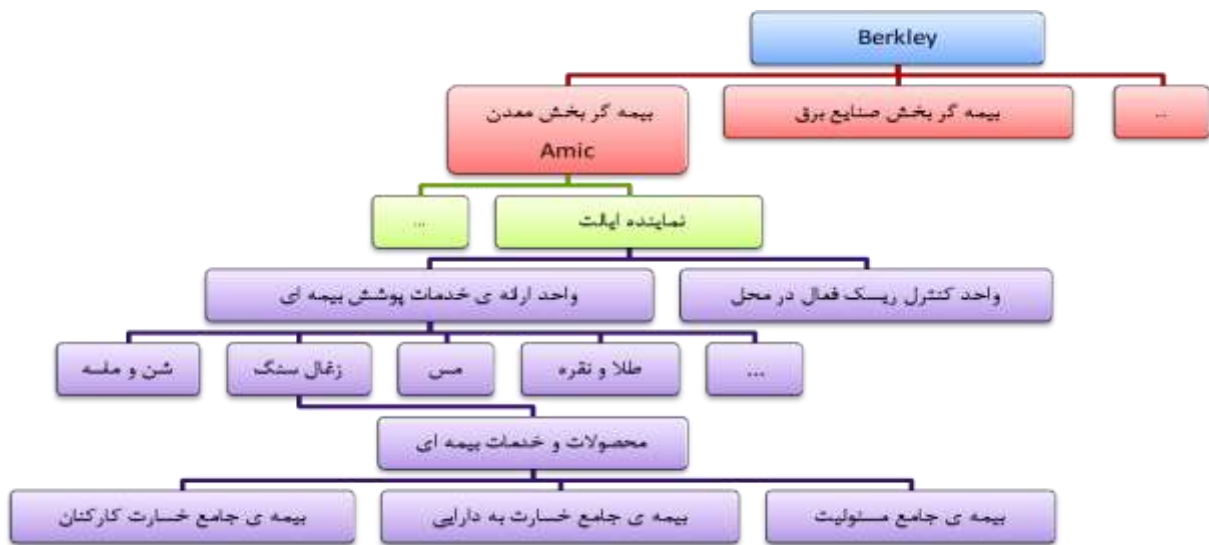 Berkley
بیمه گر بخش معدن
Amic
بیمه گر بخش صنایع برق
...
...
نماینده ایالت
واحد ارائه ی خدمات پوشش بیمه ای
واحد کنترل ریسک فعال در محل
شن و ماسه
زغال سنگ
مس
طلا و نقره
...
محصولات و خدمات بیمه ای
بیمه ی جامع خسارت کارکنان
بیمه ی جامع خسارت به دارایی
بیمه ی جامع مسئولیت